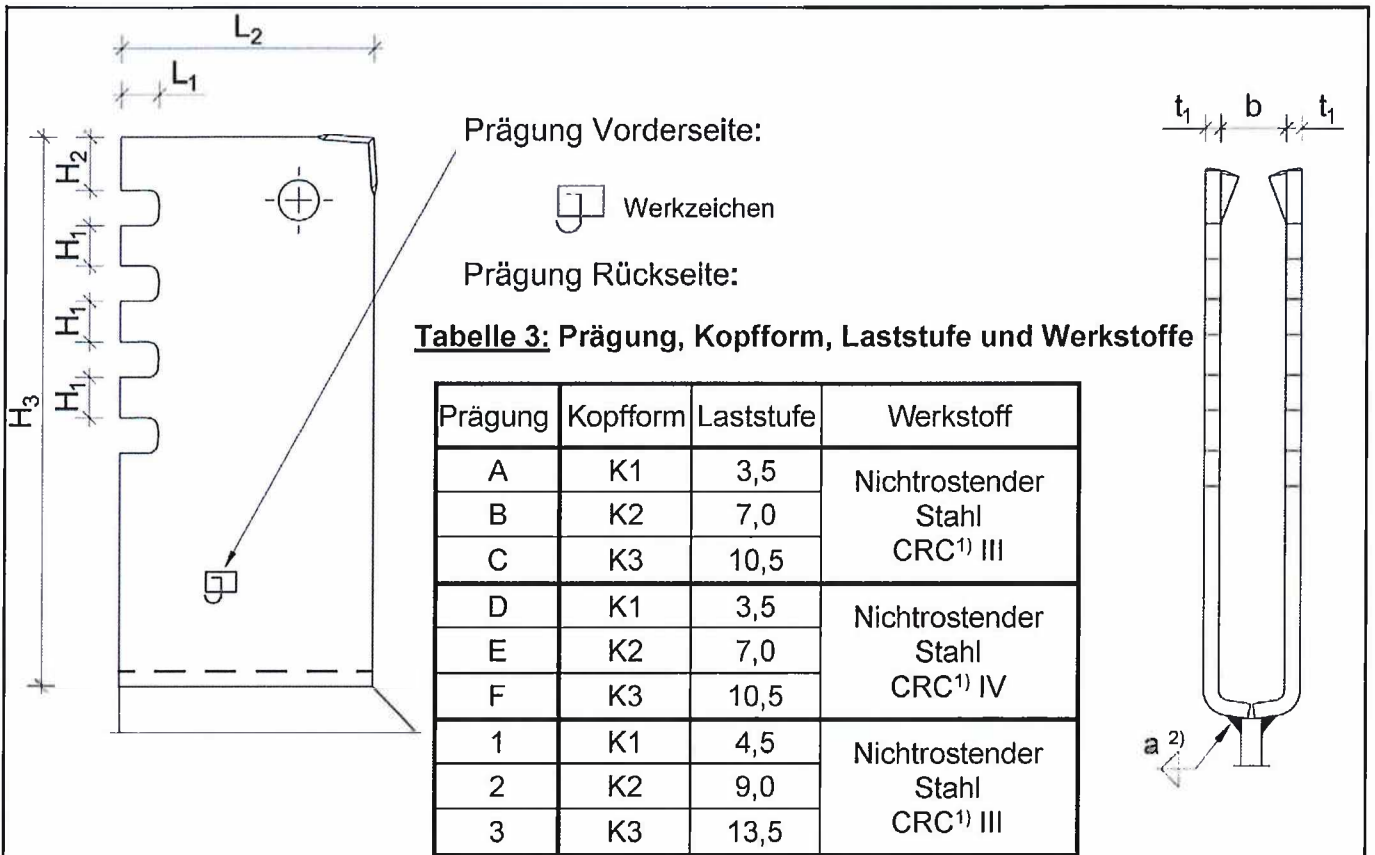 L₂
L₁
H₂
H₁
H₁
H₁
H₃
Prägung Vorderseite:
Werkzeichen
Prägung Rückseite:
Tabelle 3: Prägung, Kopfform, Laststufe und Werkstoffe
Prägung Kopfform Laststufe Werkstoff
A K1 3,5 Nichtrostender
B K2 7,0 Stahl
C K3 10,5 CRC¹⁾ III
D K1 3,5 Nichtrostender
E K2 7,0 Stahl
F K3 10,5 CRC¹⁾ IV
1 K1 4,5 Nichtrostender
2 K2 9,0 Stahl
3 K3 13,5 CRC¹⁾ III
t₁ b t₁
a ²⁾